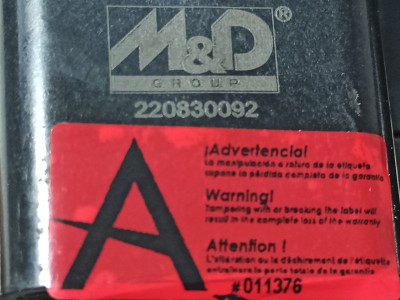 M&D®
GROUP
220830092
A
¡Advertencia!
La manipulación o rotura de la etiqueta
supone la pérdida completa de la garantía
Warning!
Tampering with or breaking the label will
result in the complete loss of the warranty
Attention !
L'altération ou le déchirement de l'étiquette
entraînera la perte totale de la garantie
#011376